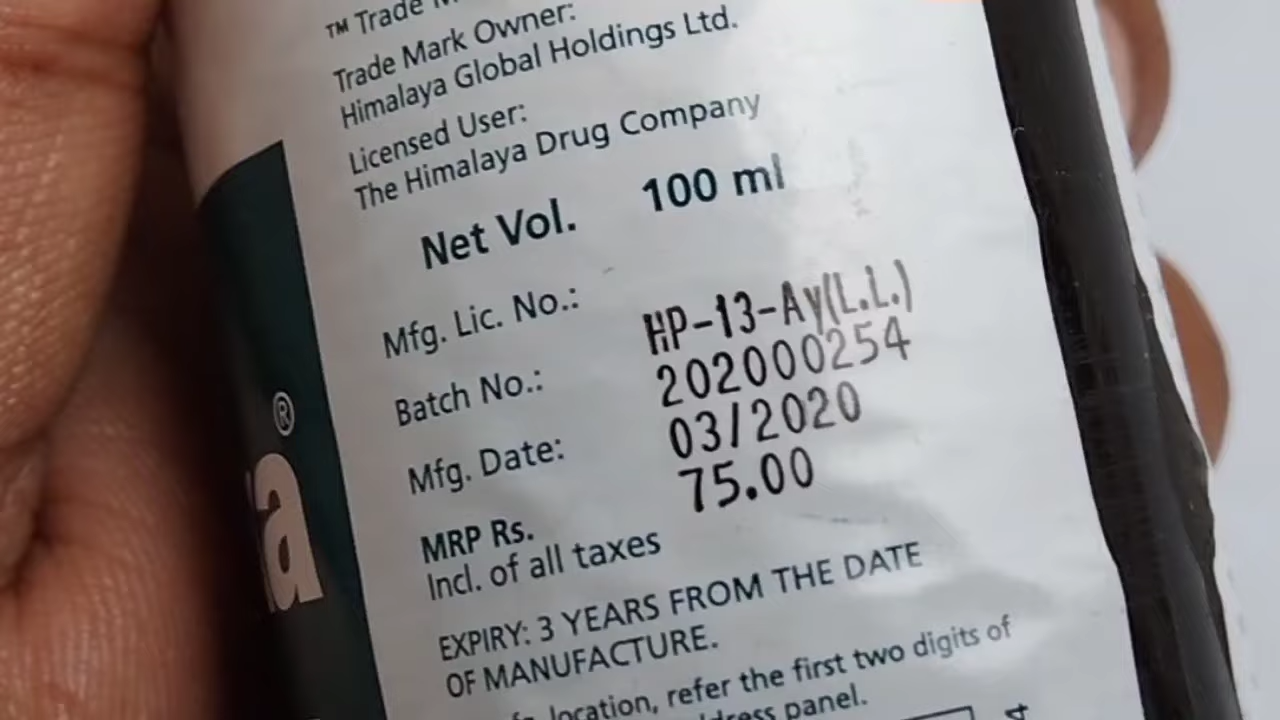 ™ Trade
Trade Mark Owner:
Himalaya Global Holdings Ltd.
Licensed User:
The Himalaya Drug Company
Net Vol. 100 ml
Mfg. Lic. No.: HP-13-Ay(L.L.)
Batch No.: 202000254
Mfg. Date: 03/2020
MRP Rs. 75.00
Incl. of all taxes
EXPIRY: 3 YEARS FROM THE DATE
OF MANUFACTURE.
location, refer the first two digits of
panel.
®
a